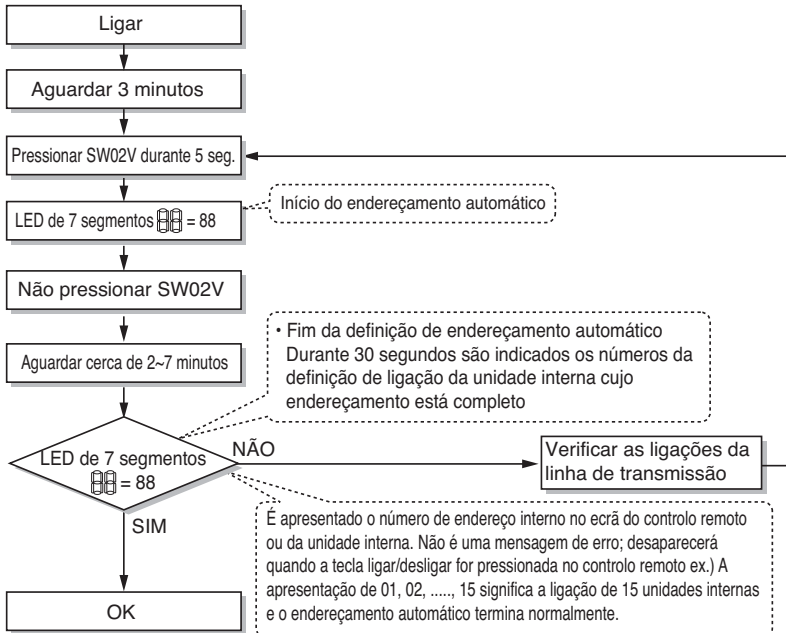 Ligar
Aguardar 3 minutos
Pressionar SW02V durante 5 seg.
LED de 7 segmentos 88 = 88
Início do endereçamento automático
Não pressionar SW02V
Aguardar cerca de 2~7 minutos
• Fim da definição de endereçamento automático
Durante 30 segundos são indicados os números da
definição de ligação da unidade interna cujo
endereçamento está completo
LED de 7 segmentos
88 = 88
NÃO
Verificar as ligações da
linha de transmissão
SIM
É apresentado o número de endereço interno no ecrã do controlo remoto
ou da unidade interna. Não é uma mensagem de erro; desaparecerá
quando a tecla ligar/desligar for pressionada no controlo remoto ex.) A
apresentação de 01, 02, ....., 15 significa a ligação de 15 unidades internas
e o endereçamento automático termina normalmente.
OK